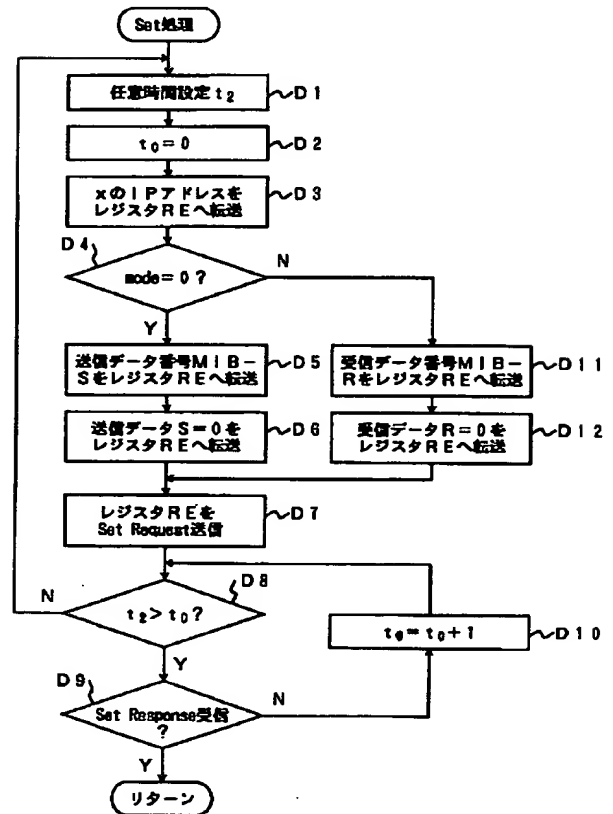 Set処理
任意時間設定 t₂
D1
t₀=0
D2
xのIPアドレスを
レジスタREへ転送
D3
D4
mode=0?
N
Y
送信データ番号MIB-
SをレジスタREへ転送
D5
受信データ番号MIB-
RをレジスタREへ転送
D11
送信データS=0を
レジスタREへ転送
D6
受信データR=0を
レジスタREへ転送
D12
レジスタREを
Set Request送信
D7
D8
N
t₂>t₀?
t₀=t₀+1
D10
Y
D9
Set Response受信
?
N
Y
リターン